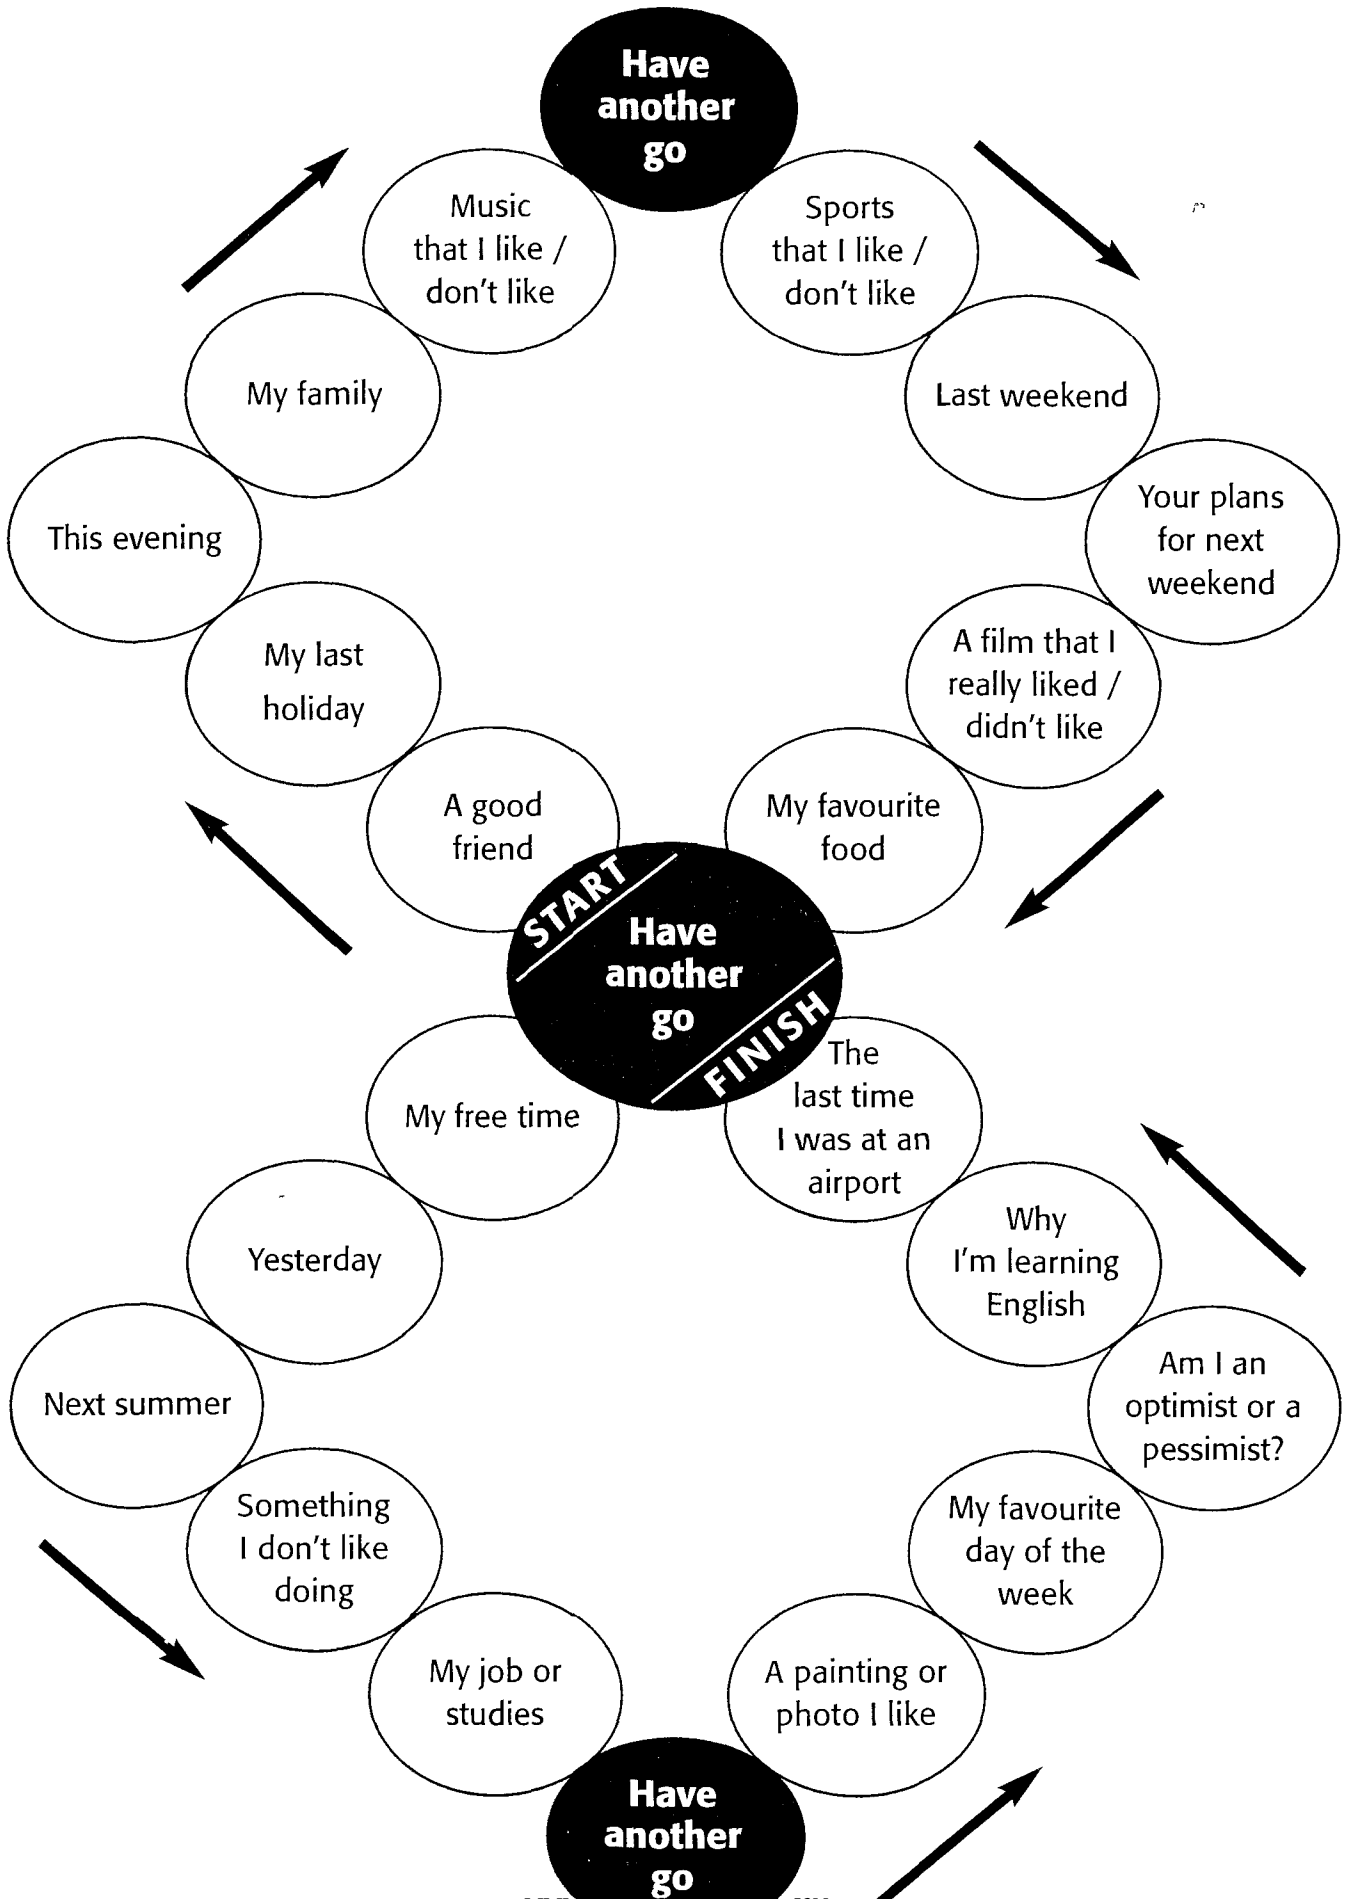 Have
another
go
Music
that I like /
don't like
Sports
that I like /
don't like
My family
Last weekend
This evening
Your plans
for next
weekend
My last
holiday
A film that I
really liked /
didn't like
A good
friend
My favourite
food
START
Have
another
go
FINISH
My free time
The
last time
I was at an
airport
Yesterday
Why
I'm learning
English
Next summer
Am I an
optimist or a
pessimist?
Something
I don't like
doing
My favourite
day of the
week
My job or
studies
A painting or
photo I like
Have
another
go